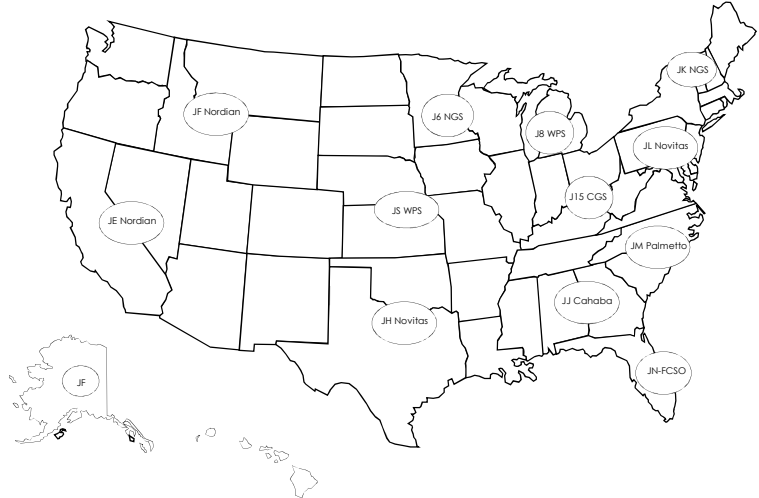 JK NGS
JF Nordian
J6 NGS
J8 WPS
JL Novitas
J15 CGS
JS WPS
JE Nordian
JM Palmetto
JJ Cahaba
JH Novitas
JN-FCSO
JF